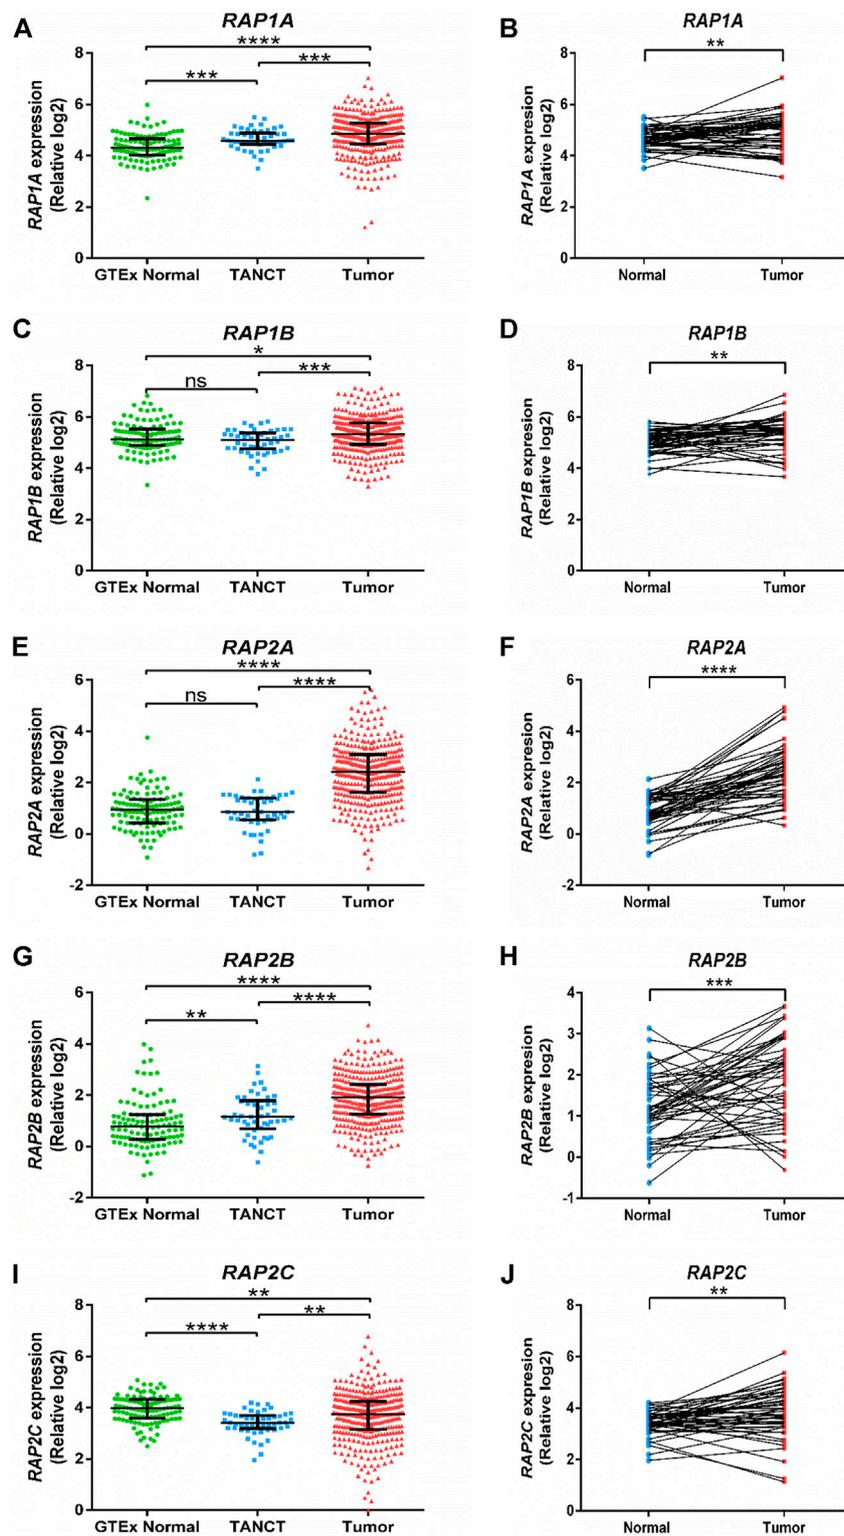 A
RAP1A
****
***
***
RAP1A expression
(Relative log2)
8
6
4
2
0
GTEx Normal TANCT Tumor
B
RAP1A
**
RAP1A expression
(Relative log2)
8
6
4
2
0
Normal Tumor
C
RAP1B
*
***
ns
RAP1B expression
(Relative log2)
8
6
4
2
0
GTEx Normal TANCT Tumor
D
RAP1B
**
RAP1B expression
(Relative log2)
8
6
4
2
0
Normal Tumor
E
RAP2A
****
****
ns
RAP2A expression
(Relative log2)
6
4
2
0
-2
GTEx Normal TANCT Tumor
F
RAP2A
****
RAP2A expression
(Relative log2)
6
4
2
0
-2
Normal Tumor
G
RAP2B
****
****
**
RAP2B expression
(Relative log2)
6
4
2
0
-2
GTEx Normal TANCT Tumor
H
RAP2B
***
RAP2B expression
(Relative log2)
4
3
2
1
0
-1
Normal Tumor
I
RAP2C
**
**
****
RAP2C expression
(Relative log2)
8
6
4
2
0
GTEx Normal TANCT Tumor
J
RAP2C
**
RAP2C expression
(Relative log2)
8
6
4
2
0
Normal Tumor